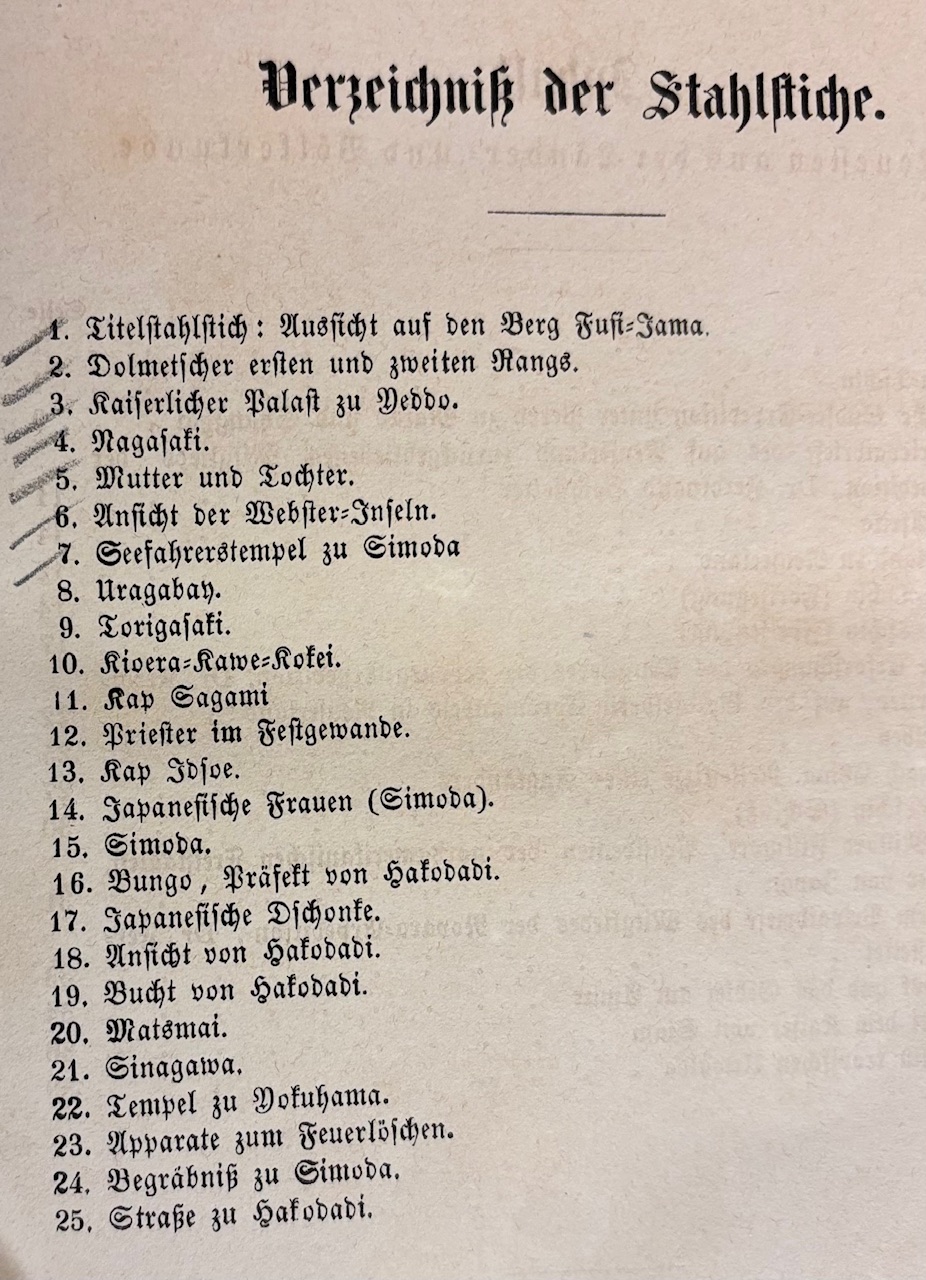 Verzeichniß der Stahlstiche.
1. Titelstahlstich: Aussicht auf den Berg Fusi-Jama.
2. Dolmetscher ersten und zweiten Rangs.
3. Kaiserlicher Palast zu Yeddo.
4. Nagasaki.
5. Mutter und Tochter.
6. Ansicht der Webster-Inseln.
7. Seefahrerstempel zu Simoda
8. Uragabay.
9. Torigasaki.
10. Kioera-Kawe-Kokei.
11. Kap Sagami
12. Priester im Festgewande.
13. Kap Idsoe.
14. Japanesische Frauen (Simoda).
15. Simoda.
16. Bungo, Präfekt von Hakodadi.
17. Japanesische Dschonke.
18. Ansicht von Hakodadi.
19. Bucht von Hakodadi.
20. Matsmai.
21. Sinagawa.
22. Tempel zu Yokuhama.
23. Apparate zum Feuerlöschen.
24. Begräbniß zu Simoda.
25. Straße zu Hakodadi.